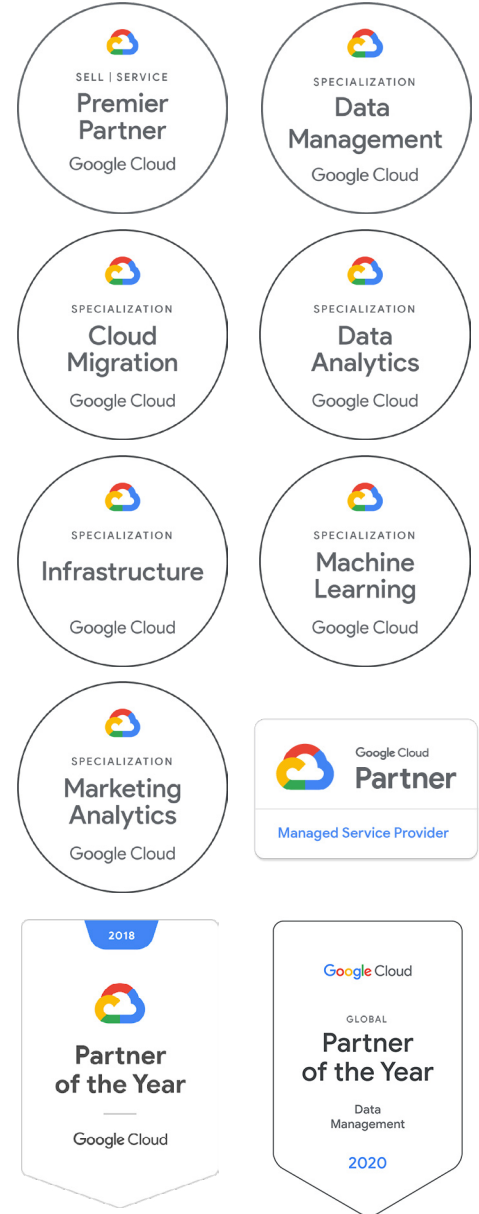 SELL | SERVICE
Premier
Partner
Google Cloud
SPECIALIZATION
Data
Management
Google Cloud
SPECIALIZATION
Cloud
Migration
Google Cloud
SPECIALIZATION
Data
Analytics
Google Cloud
SPECIALIZATION
Infrastructure
Google Cloud
SPECIALIZATION
Machine
Learning
Google Cloud
SPECIALIZATION
Marketing
Analytics
Google Cloud
Google Cloud
Partner
Managed Service Provider
2018
Partner
of the Year
Google Cloud
Google Cloud
GLOBAL
Partner
of the Year
Data
Management
2020